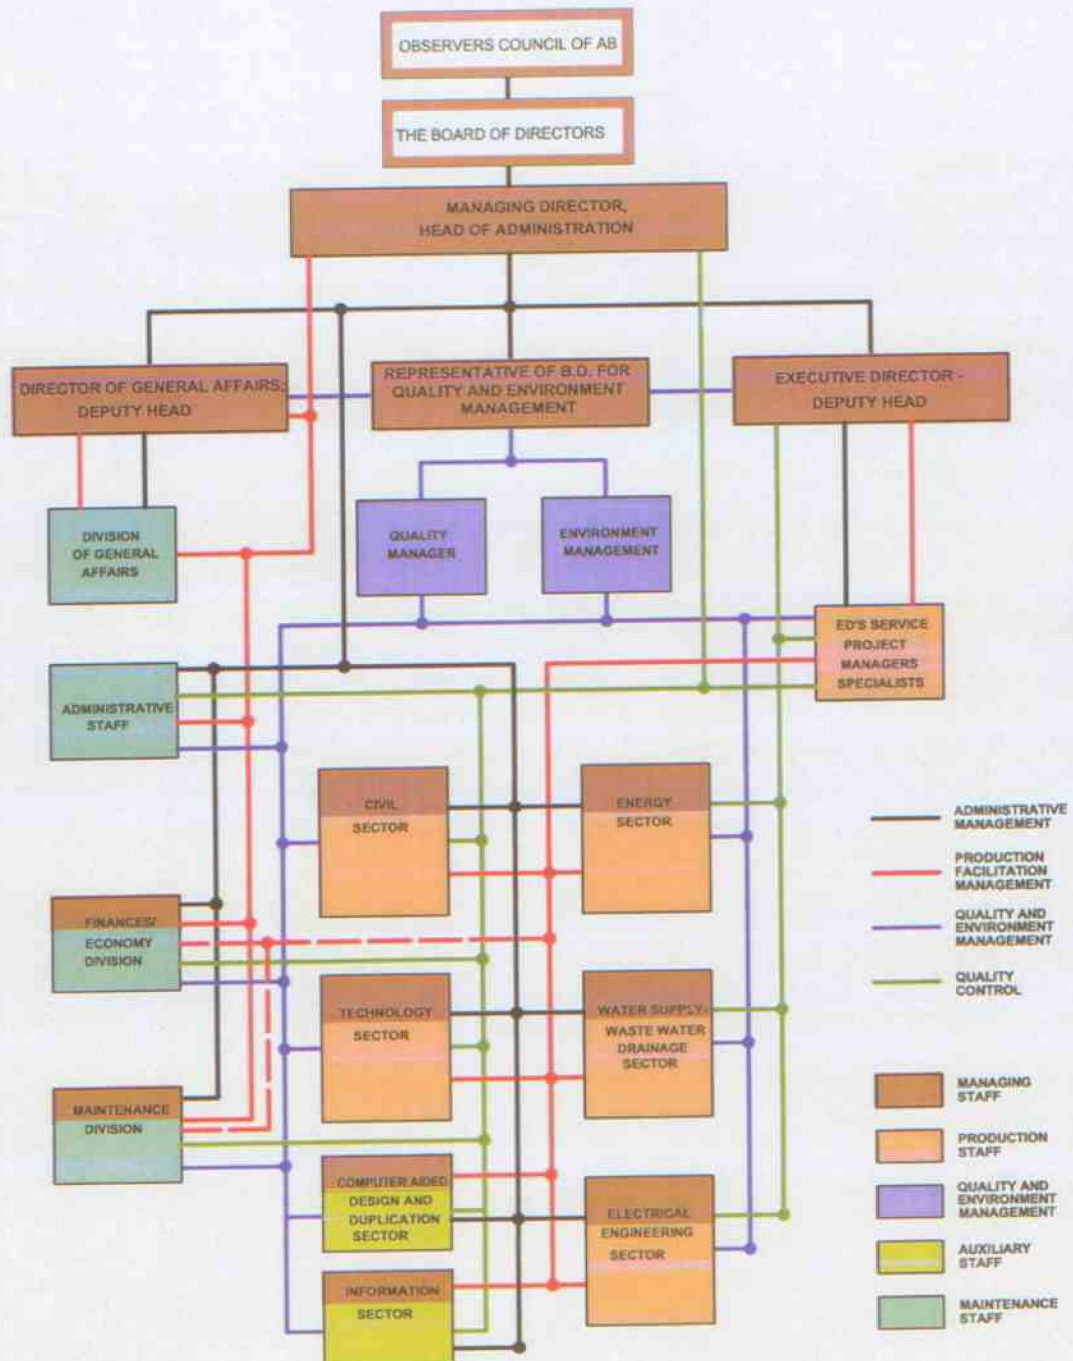 OBSERVERS COUNCIL OF AB
THE BOARD OF DIRECTORS
MANAGING DIRECTOR,
HEAD OF ADMINISTRATION
DIRECTOR OF GENERAL AFFAIRS,
DEPUTY HEAD
REPRESENTATIVE OF B.D. FOR
QUALITY AND ENVIRONMENT
MANAGEMENT
EXECUTIVE DIRECTOR -
DEPUTY HEAD
DIVISION
OF GENERAL
AFFAIRS
QUALITY
MANAGER
ENVIRONMENT
MANAGEMENT
ED'S SERVICE
PROJECT
MANAGERS
SPECIALISTS
ADMINISTRATIVE
STAFF
CIVIL
SECTOR
ENERGY
SECTOR
FINANCES/
ECONOMY
DIVISION
TECHNOLOGY
SECTOR
WATER SUPPLY-
WASTE WATER
DRAINAGE
SECTOR
MAINTENANCE
DIVISION
COMPUTER AIDED
DESIGN AND
DUPLICATION
SECTOR
ELECTRICAL
ENGINEERING
SECTOR
INFORMATION
SECTOR
ADMINISTRATIVE
MANAGEMENT
PRODUCTION
FACILITATION
MANAGEMENT
QUALITY AND
ENVIRONMENT
MANAGEMENT
QUALITY
CONTROL
MANAGING
STAFF
PRODUCTION
STAFF
QUALITY AND
ENVIRONMENT
MANAGEMENT
AUXILIARY
STAFF
MAINTENANCE
STAFF